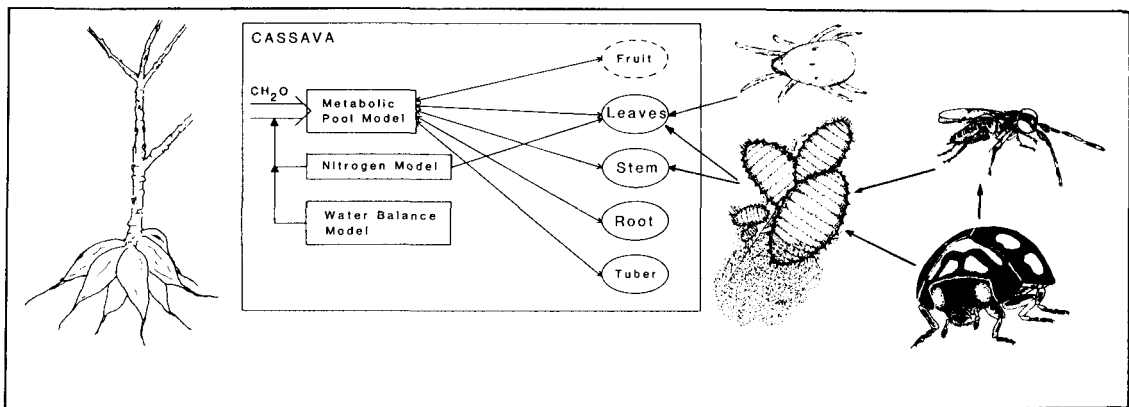 CASSAVA
CH2O
Metabolic
Pool Model
Nitrogen Model
Water Balance
Model
Fruit
Leaves
Stem
Root
Tuber